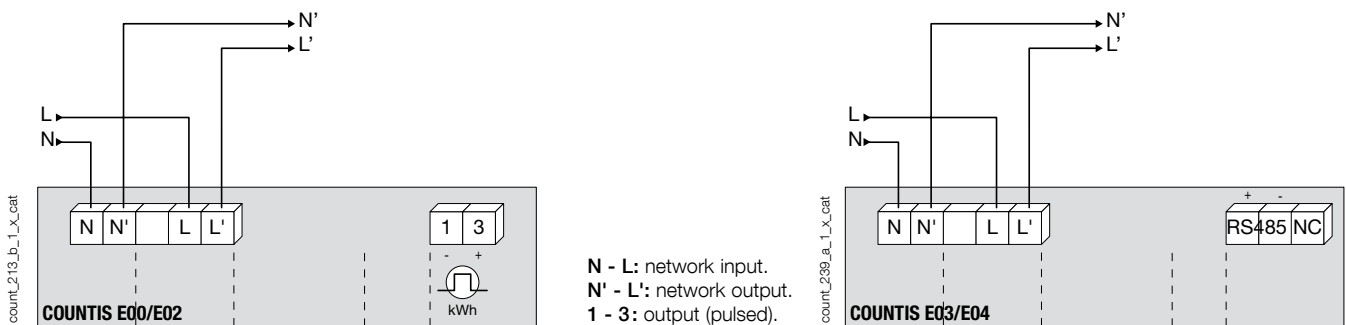 N'
L'
L
N
N N' L L'
1 3
- +
kWh
COUNTIS E00/E02
count_213_b_1_x_cat
N - L: network input.
N' - L': network output.
1 - 3: output (pulsed).
N'
L'
L
N
N N' L L'
+ -
RS485 NC
COUNTIS E03/E04
count_239_a_1_x_cat